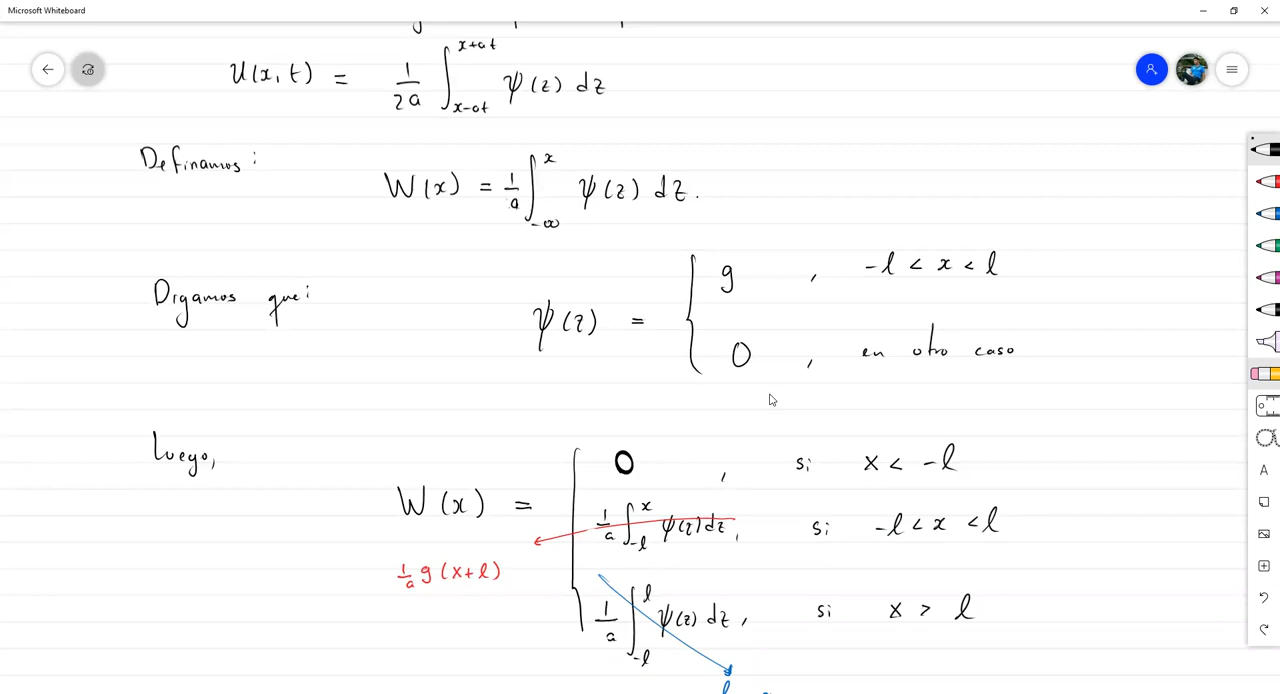 Microsoft Whiteboard
U(x,t) = 1/2a ∫_{x-at}^{x+at} ψ(z) dz
Definamos:
W(x) = 1/a ∫_{-∞}^{x} ψ(z) dz.
Digamos que:
ψ(z) = { g , -l < x < l
0 , en otro caso
Luego,
W(x) = { 0 , si x < -l
1/a ∫_{-l}^{x} ψ(z)dz, si -l < x < l
1/a g (x+l)
1/a ∫_{-l}^{l} ψ(z) dz, si x > l
A